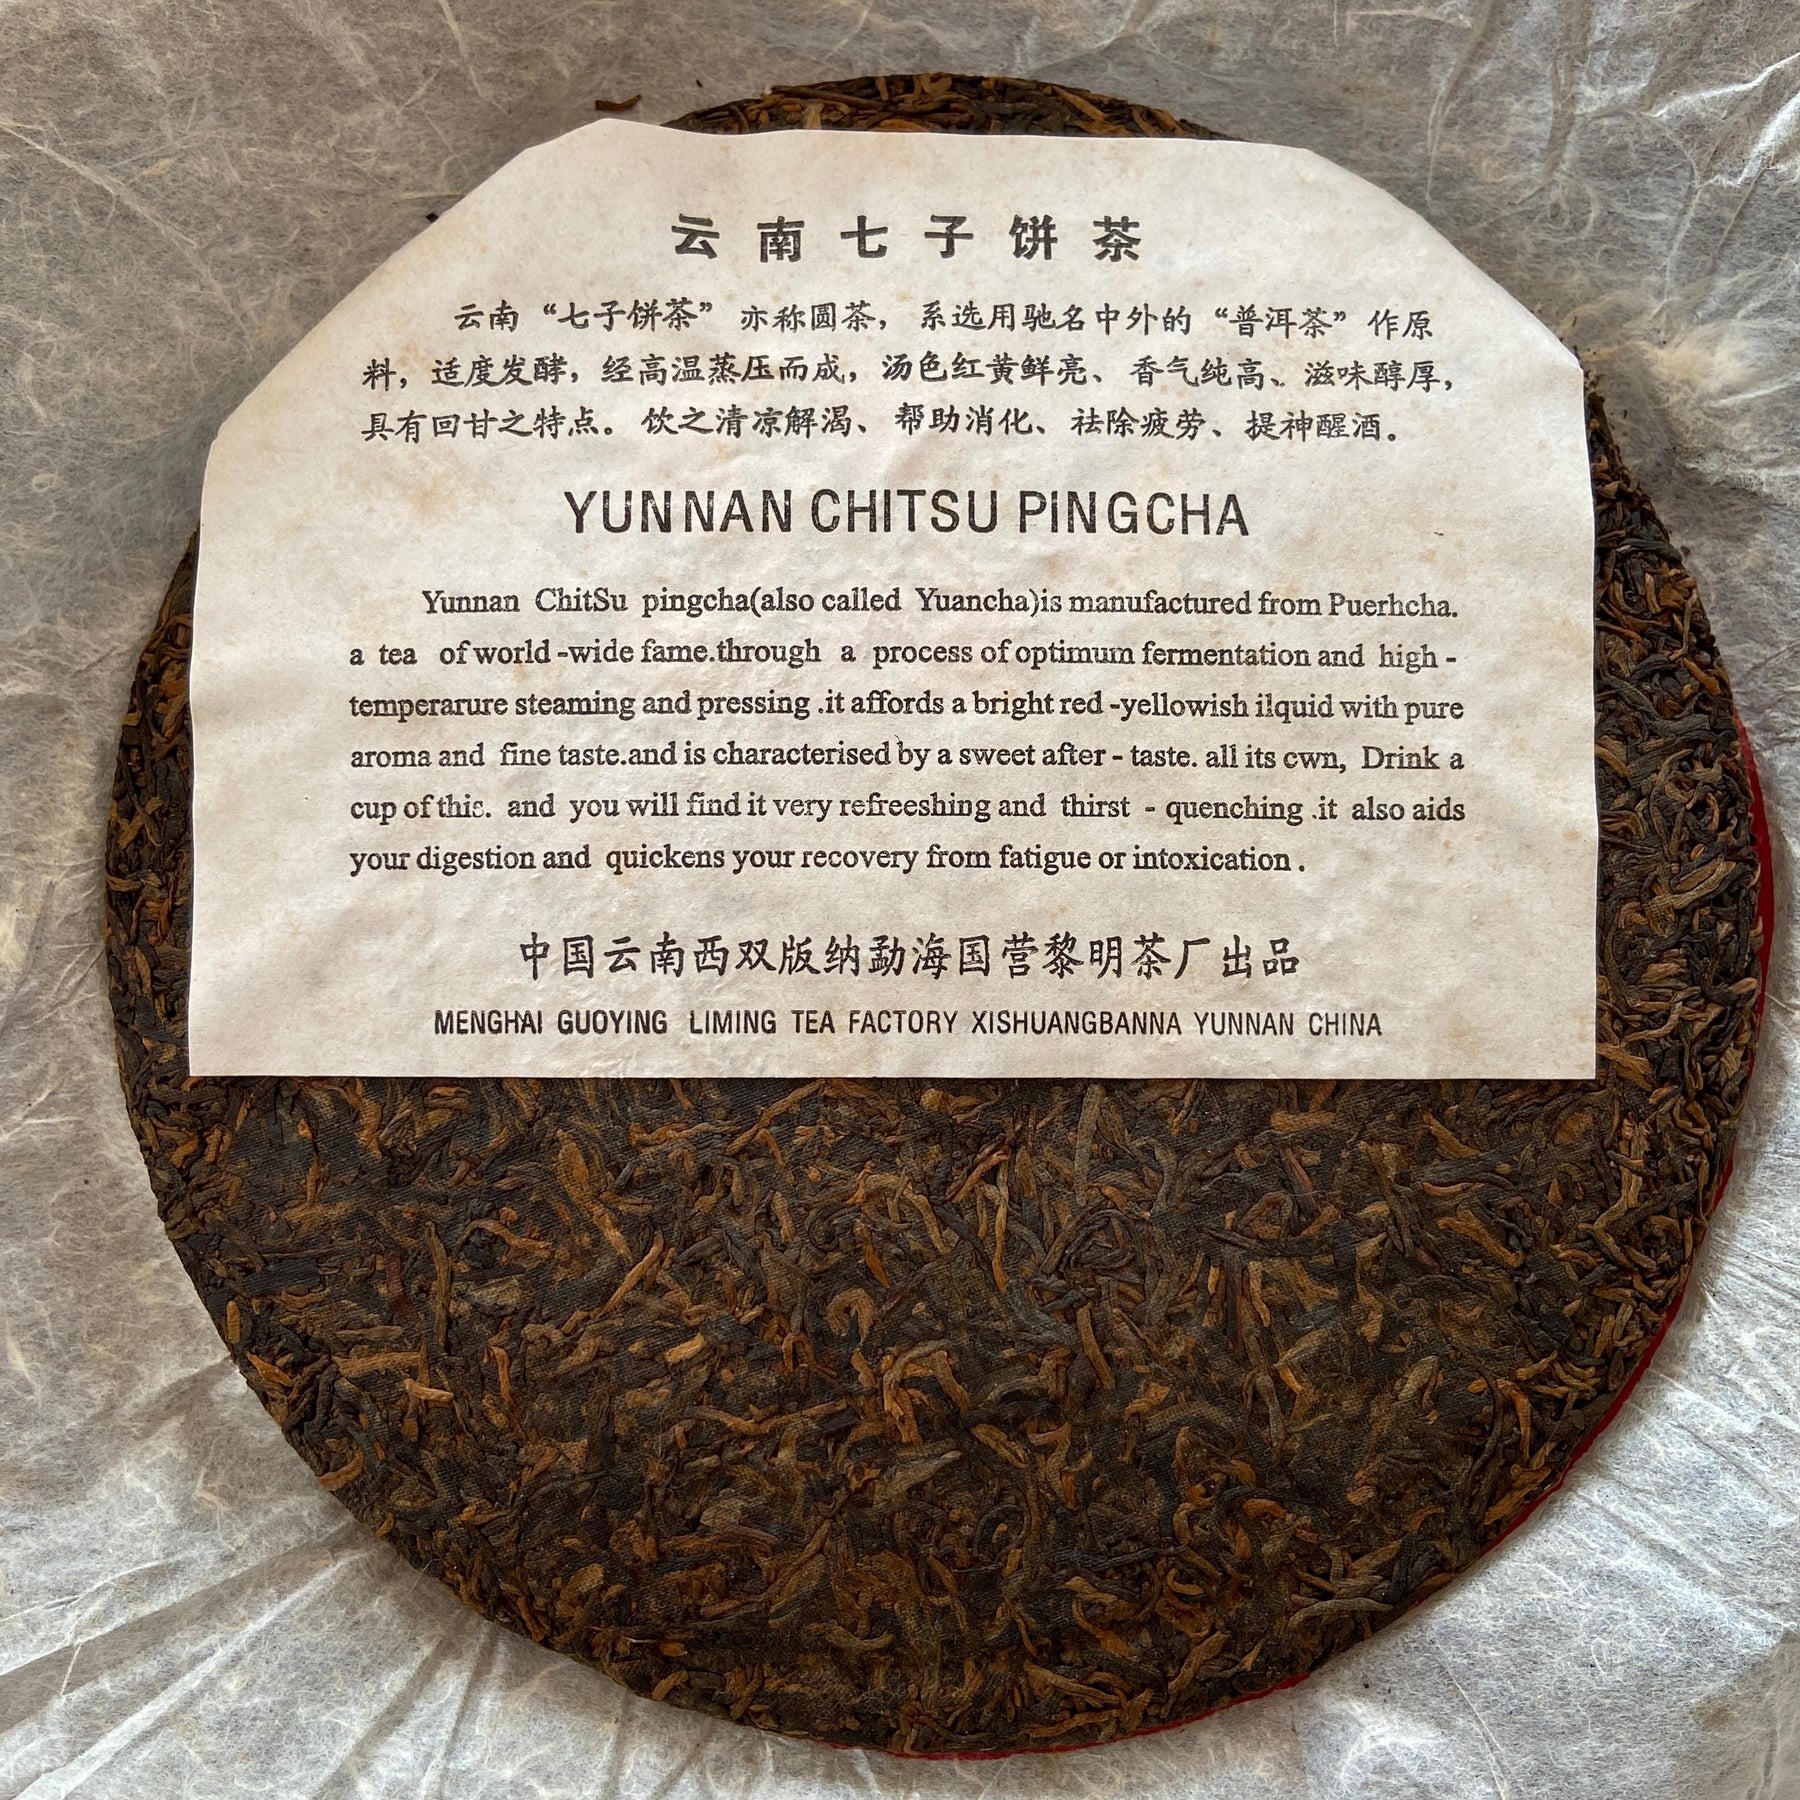 云南七子饼茶
云南“七子饼茶”亦称圆茶，系选用驰名中外的“普洱茶”作原
料，适度发酵，经高温蒸压而成，汤色红黄鲜亮、香气纯高、滋味醇厚，
具有回甘之特点。饮之清凉解渴、帮助消化、祛除疲劳、提神醒酒。
YUNNAN CHITSU PINGCHA
Yunnan ChitSu pingcha(also called Yuancha)is manufactured from Puerhcha.
a tea of world -wide fame.through a process of optimum fermentation and high -
temperarure steaming and pressing .it affords a bright red -yellowish ilquid with pure
aroma and fine taste.and is characterised by a sweet after - taste. all its cwn, Drink a
cup of this. and you will find it very refreeshing and thirst - quenching .it also aids
your digestion and quickens your recovery from fatigue or intoxication .
中国云南西双版纳勐海国营黎明茶厂出品
MENGHAI GUOYING LIMING TEA FACTORY XISHUANGBANNA YUNNAN CHINA